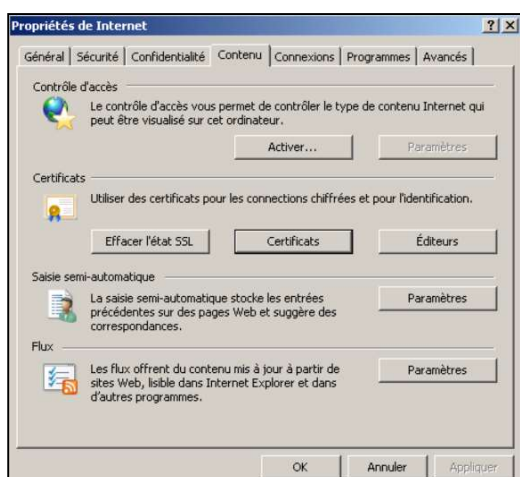 Propriétés de Internet
Général Sécurité Confidentialité Contenu Connexions Programmes Avancés
Contrôle d'accès
Le contrôle d'accès vous permet de contrôler le type de contenu Internet qui
peut être visualisé sur cet ordinateur.
Activer... Paramètres
Certificats
Utiliser des certificats pour les connections chiffrées et pour l'identification.
Effacer l'état SSL Certificats Éditeurs
Saisie semi-automatique
La saisie semi-automatique stocke les entrées
précédentes sur des pages Web et suggère des
correspondances.
Paramètres
Flux
Les flux offrent du contenu mis à jour à partir de
sites Web, lisible dans Internet Explorer et dans
d'autres programmes.
Paramètres
OK Annuler Appliquer